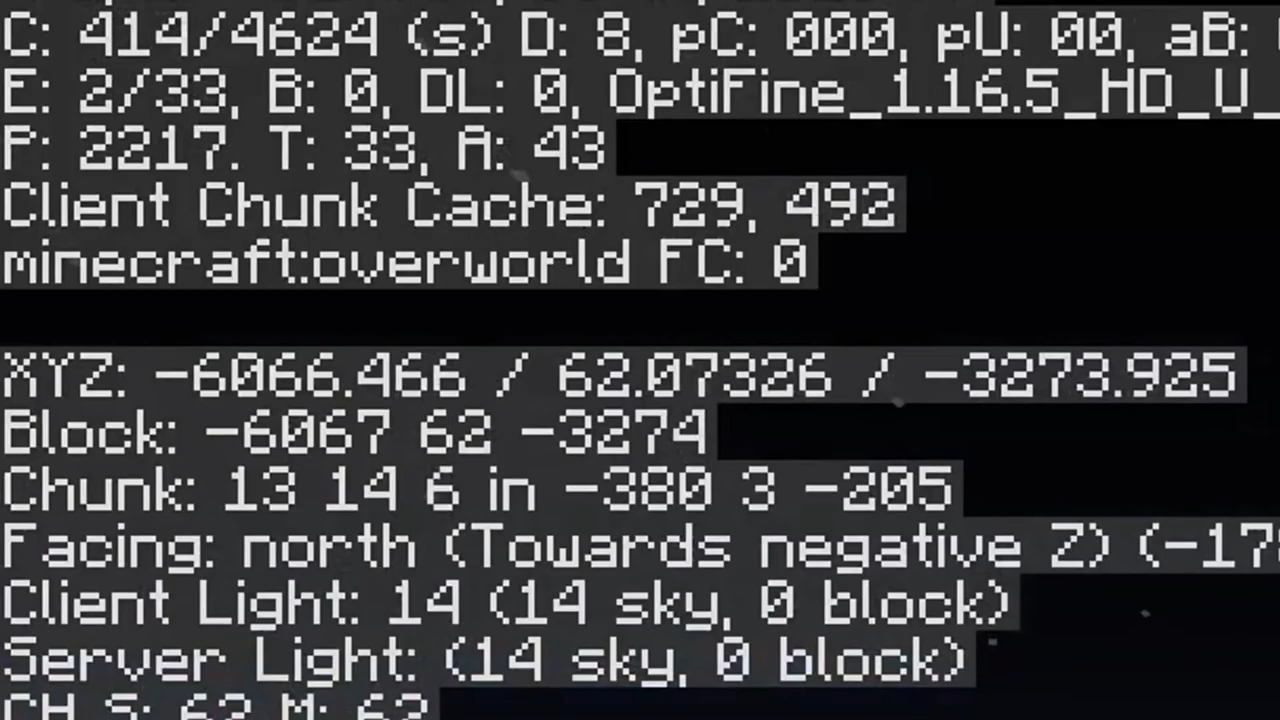 C: 414/4624 (s) D: 8, pC: 000, pU: 00, aB:
E: 2/33, B: 0, DL: 0, OptiFine_1.16.5_HD_U_
P: 2217. T: 33, A: 43
Client Chunk Cache: 729, 492
minecraft:overworld FC: 0
XYZ: -6066.466 / 62.07326 / -3273.925
Block: -6067 62 -3274
Chunk: 13 14 6 in -380 3 -205
Facing: north (Towards negative Z) (-17
Client Light: 14 (14 sky, 0 block)
Server Light: (14 sky, 0 block)
CH S: 62 M: 62